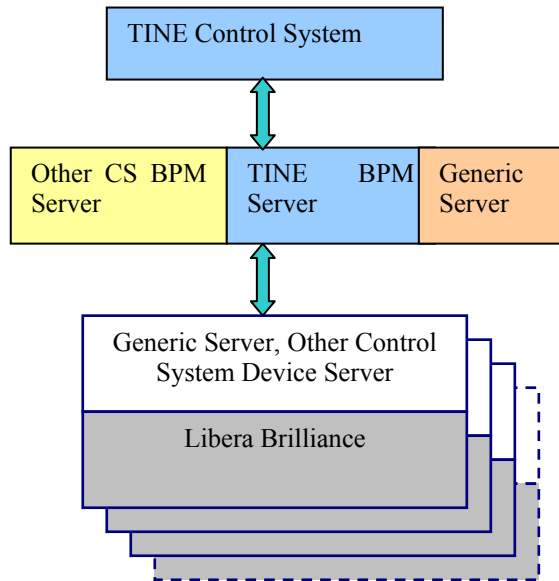 TINE Control System
Other CS BPM
Server
TINE BPM
Server
Generic
Server
Generic Server, Other Control
System Device Server
Libera Brilliance